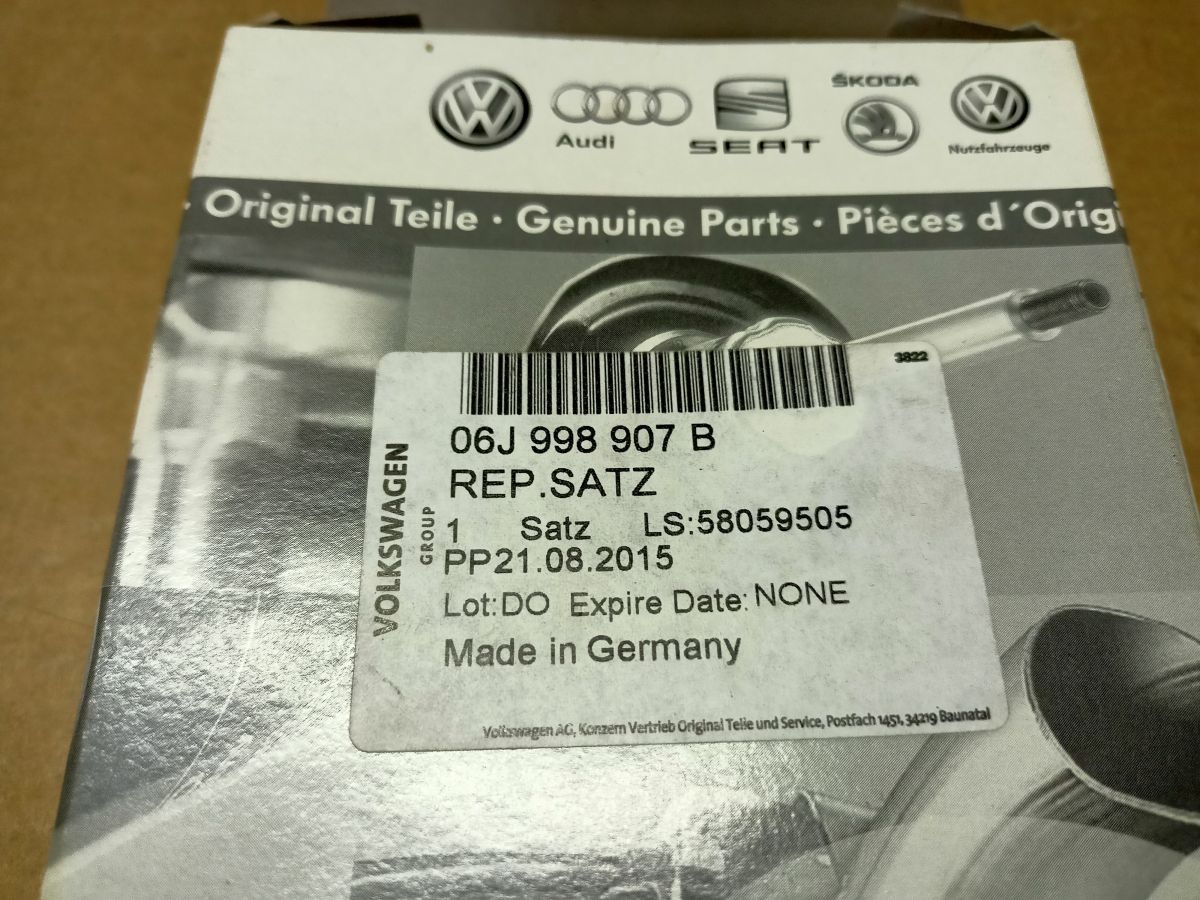 Audi
SEAT
ŠKODA
Nutzfahrzeuge
· Original Teile · Genuine Parts · Pièces d´Origi
3822
06J 998 907 B
REP.SATZ
1 Satz LS:58059505
PP21.08.2015
Lot:DO Expire Date: NONE
Made in Germany
VOLKSWAGEN
GROUP
Volkswagen AG, Konzern Vertrieb Original Teile und Service, Postfach 1451, 34219 Baunatal